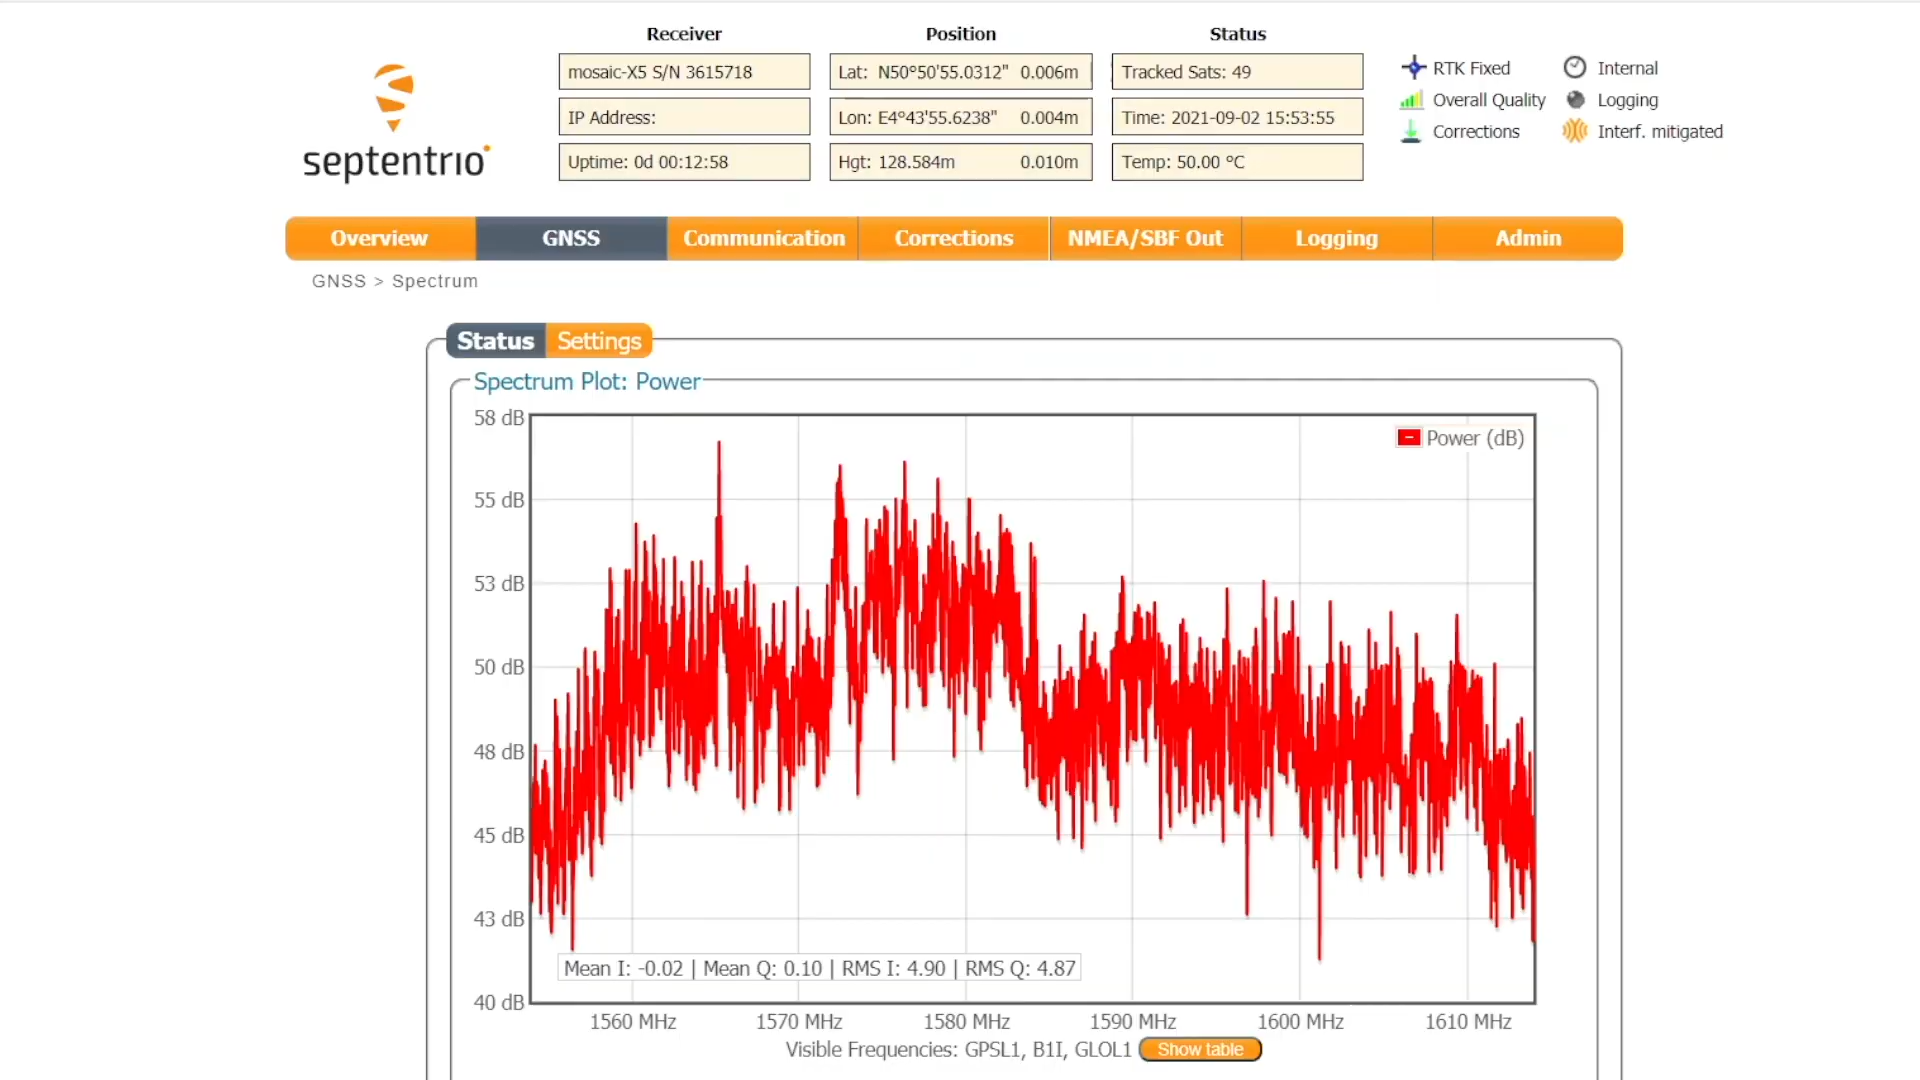 septentrio
Receiver
mosaic-X5 S/N 3615718
IP Address:
Uptime: 0d 00:12:58
Position
Lat: N50°50'55.0312" 0.006m
Lon: E4°43'55.6238" 0.004m
Hgt: 128.584m 0.010m
Status
Tracked Sats: 49
Time: 2021-09-02 15:53:55
Temp: 50.00 °C
RTK Fixed
Overall Quality
Corrections
Internal
Logging
Interf. mitigated
Overview GNSS Communication Corrections NMEA/SBF Out Logging Admin
GNSS > Spectrum
Status Settings
Spectrum Plot: Power
Power (dB)
58 dB
55 dB
53 dB
50 dB
48 dB
45 dB
43 dB
40 dB
Mean I: -0.02 | Mean Q: 0.10 | RMS I: 4.90 | RMS Q: 4.87
1560 MHz 1570 MHz 1580 MHz 1590 MHz 1600 MHz 1610 MHz
Visible Frequencies: GPSL1, B1I, GLOL1 Show table